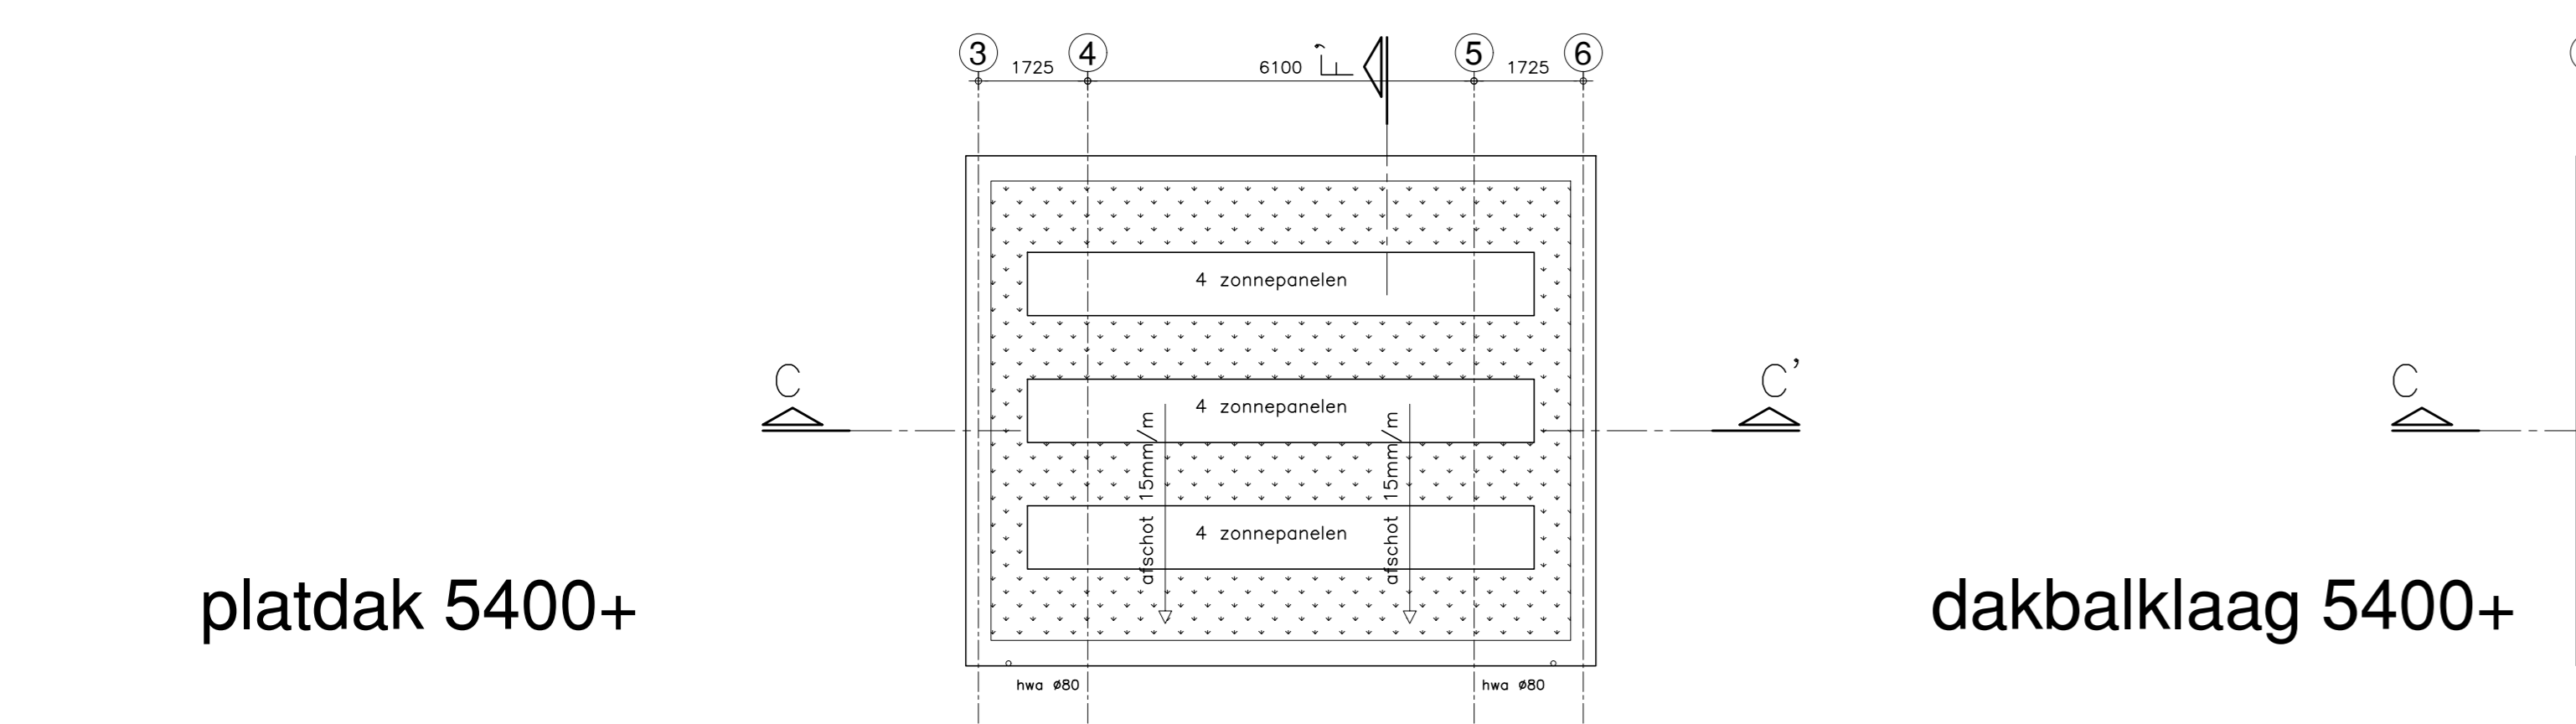 3 4 5 6
1725 6100 F' 1725
4 zonnepanelen
C C' C
4 zonnepanelen
afschot 15mm/m afschot 15mm/m
4 zonnepanelen
platdak 5400+ dakbalklaag 5400+
hwa ø80 hwa ø80